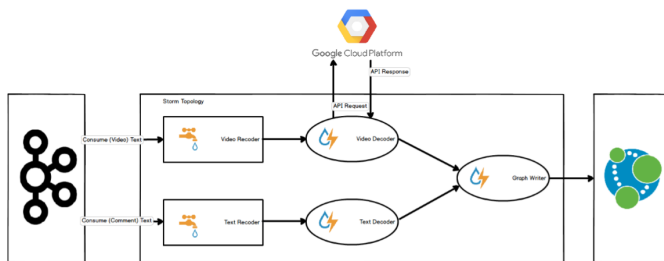 Google Cloud Platform
API Response
Storm Topology
API Request
Consume (Video) Text
Video Recoder
Video Decoder
Graph Writer
Consume (Comment) Text
Text Recoder
Text Decoder